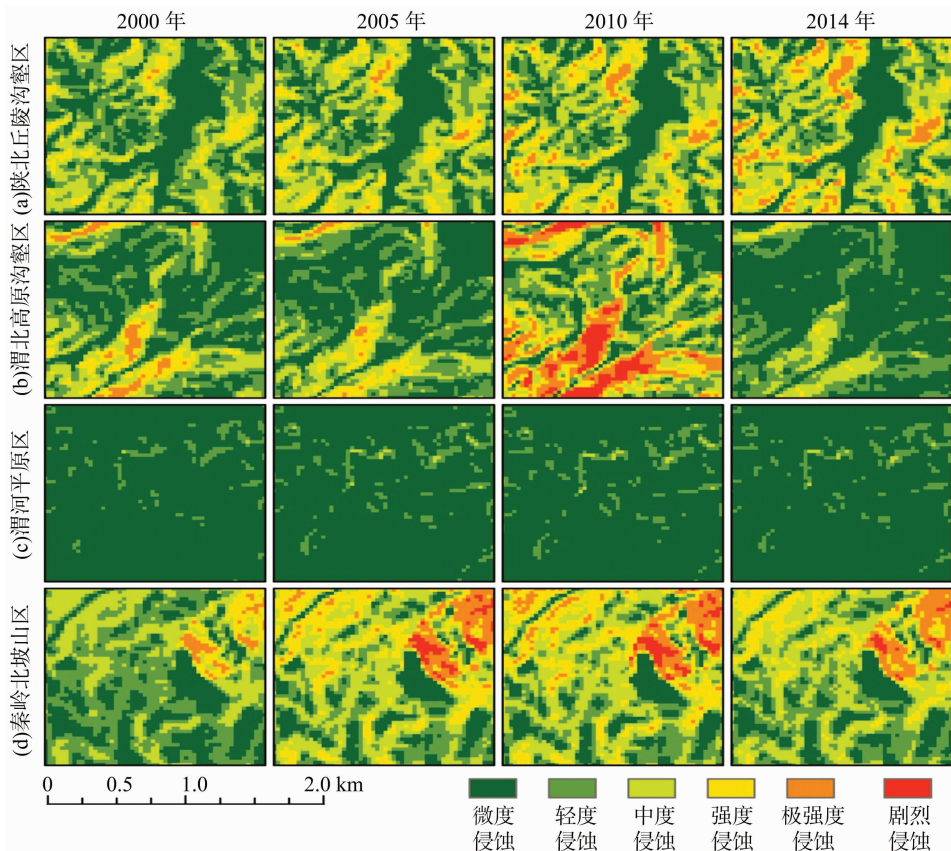 2000 年 2005 年 2010 年 2014 年
(a)陕北丘陵沟壑区
(b)渭北高原沟壑区
(c)渭河平原区
(d)秦岭北坡山区
0 0.5 1.0 2.0 km
微度 轻度 中度 强度 极强度 剧烈
侵蚀 侵蚀 侵蚀 侵蚀 侵蚀 侵蚀